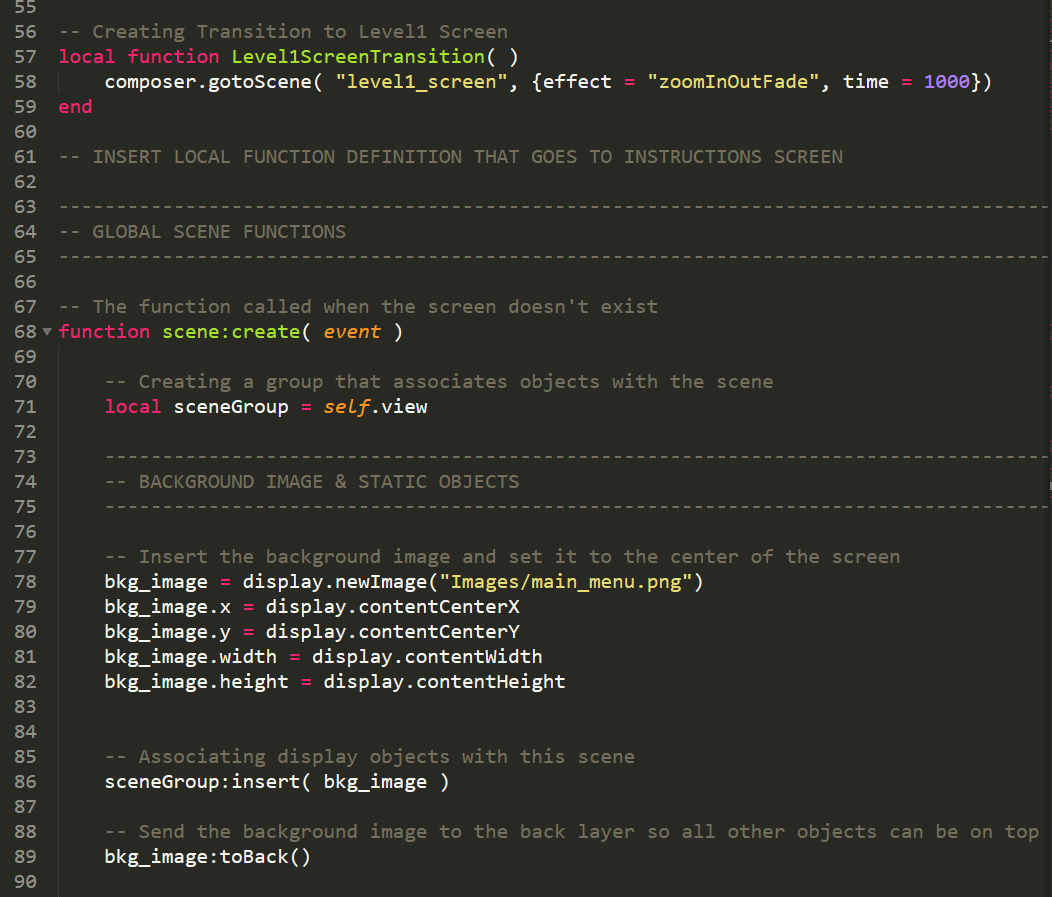 55
56 -- Creating Transition to Level1 Screen
57 local function Level1ScreenTransition( )
58     composer.gotoScene( "level1_screen", {effect = "zoomInOutFade", time = 1000})
59 end
60
61 -- INSERT LOCAL FUNCTION DEFINITION THAT GOES TO INSTRUCTIONS SCREEN
62
63 --------------------------------------------------------------------------------------
64 -- GLOBAL SCENE FUNCTIONS
65 --------------------------------------------------------------------------------------
66
67 -- The function called when the screen doesn't exist
68 function scene:create( event )
69
70     -- Creating a group that associates objects with the scene
71     local sceneGroup = self.view
72
73     ----------------------------------------------------------------------------------
74     -- BACKGROUND IMAGE & STATIC OBJECTS
75     ----------------------------------------------------------------------------------
76
77     -- Insert the background image and set it to the center of the screen
78     bkg_image = display.newImage("Images/main_menu.png")
79     bkg_image.x = display.contentCenterX
80     bkg_image.y = display.contentCenterY
81     bkg_image.width = display.contentWidth
82     bkg_image.height = display.contentHeight
83
84
85     -- Associating display objects with this scene
86     sceneGroup:insert( bkg_image )
87
88     -- Send the background image to the back layer so all other objects can be on top
89     bkg_image:toBack()
90